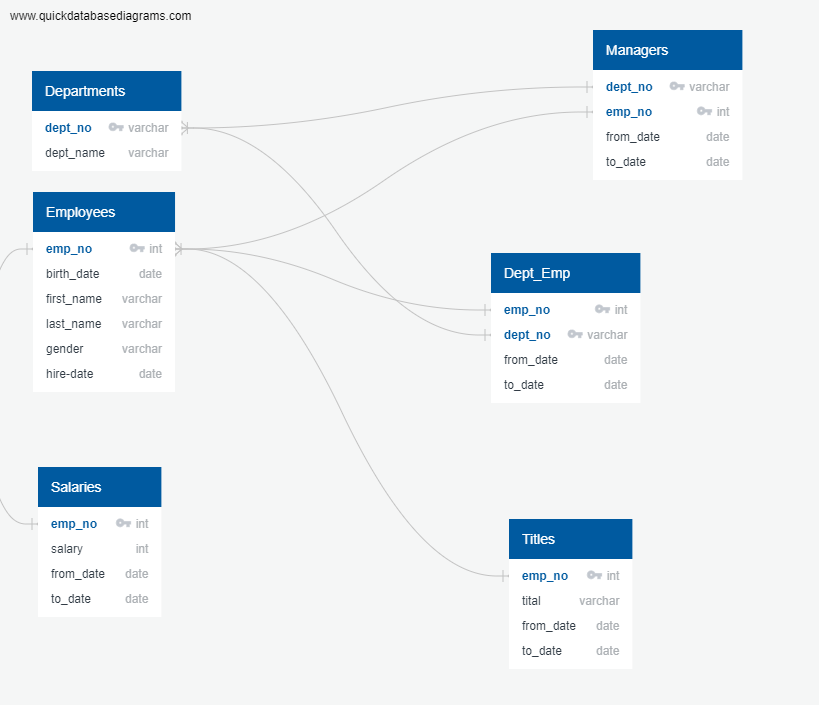 www.quickdatabasediagrams.com
Departments
dept_no varchar
dept_name varchar
Employees
emp_no int
birth_date date
first_name varchar
last_name varchar
gender varchar
hire-date date
Salaries
emp_no int
salary int
from_date date
to_date date
Managers
dept_no varchar
emp_no int
from_date date
to_date date
Dept_Emp
emp_no int
dept_no varchar
from_date date
to_date date
Titles
emp_no int
tital varchar
from_date date
to_date date